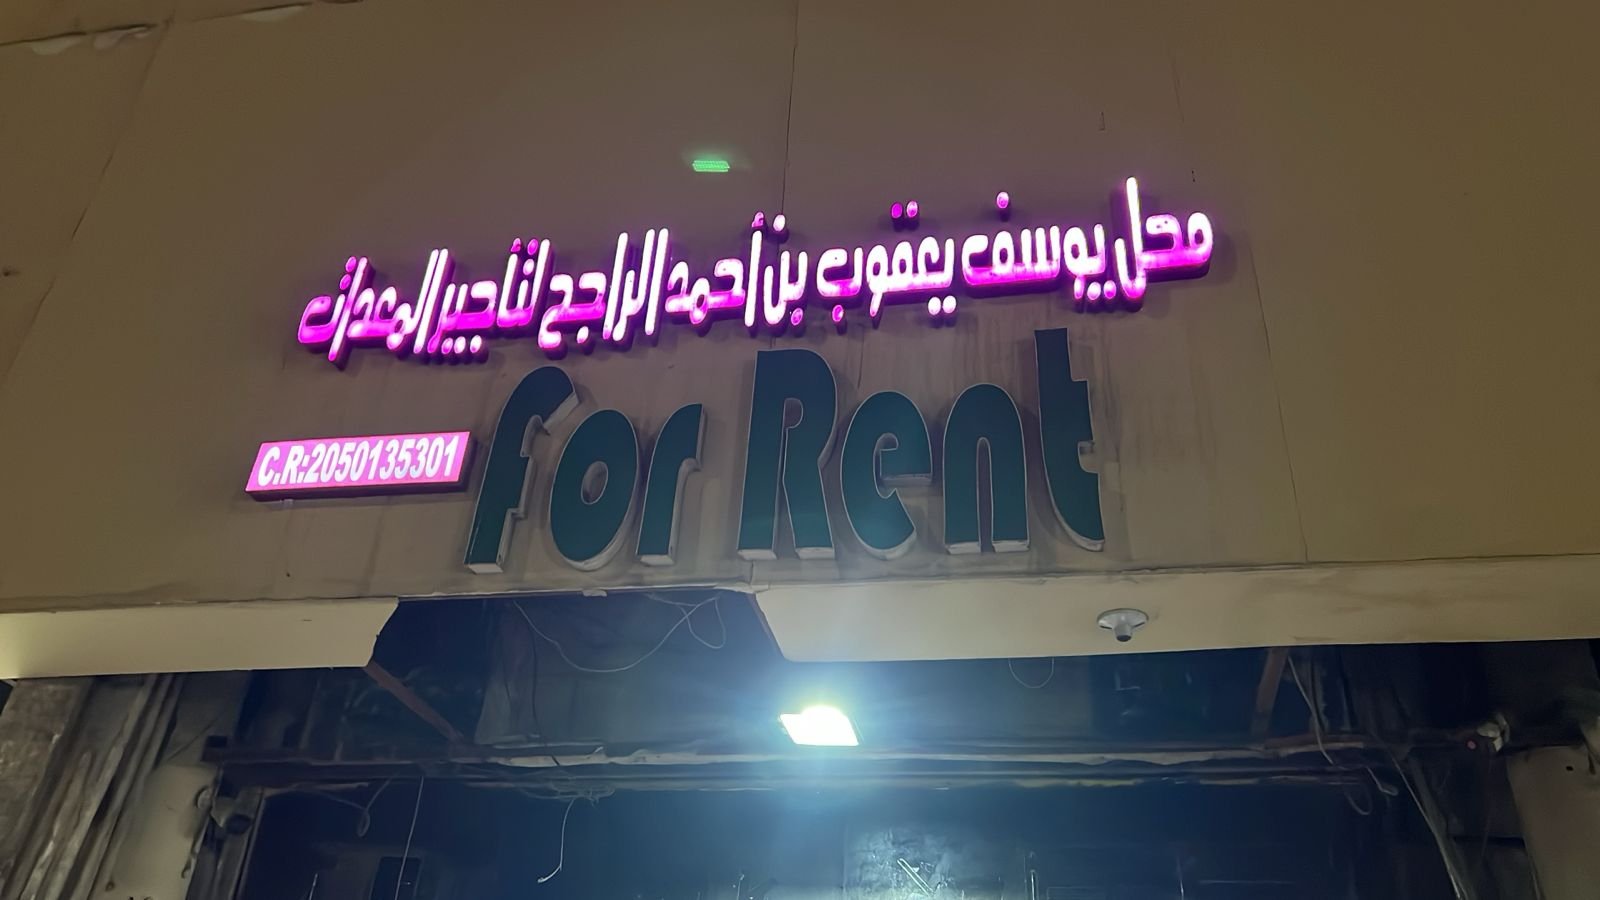 محل يوسف يعقوب بن أحمد الراجح لتأجير المعدات
for Rent
C.R:2050135301